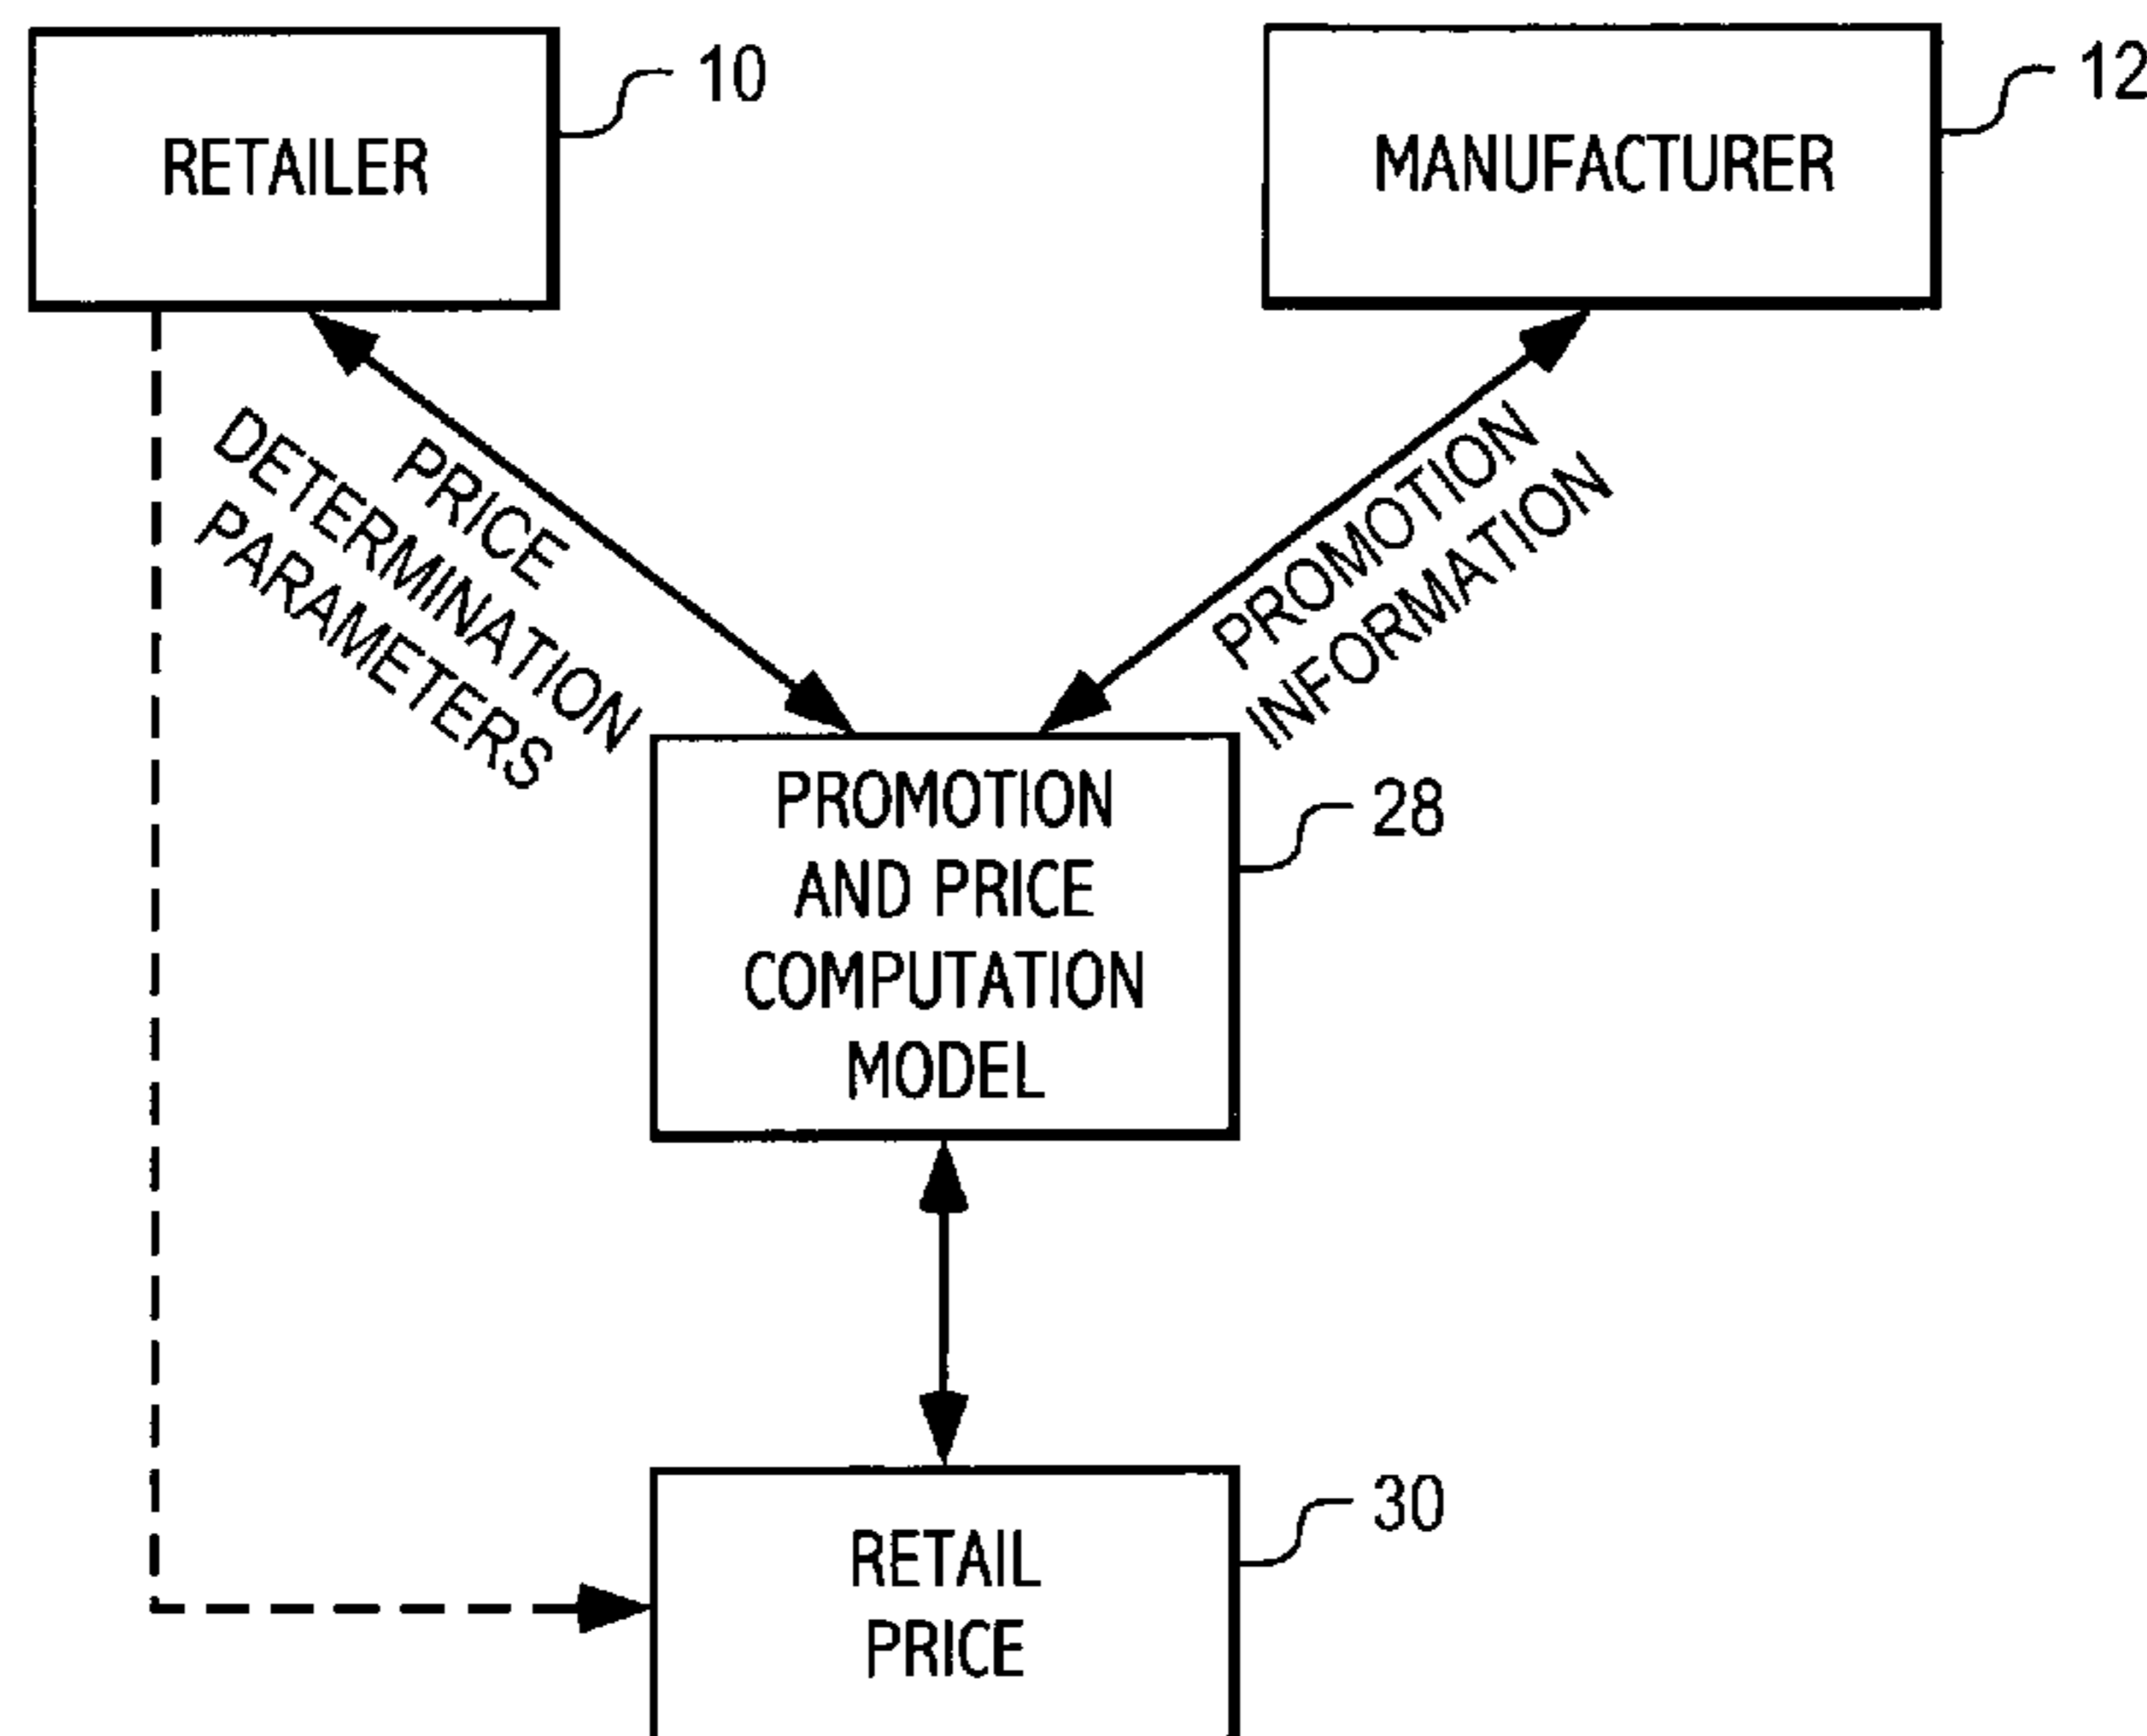 RETAILER
10
MANUFACTURER
12
PRICE
DETERMINATION
PARAMETERS
PROMOTION
INFORMATION
PROMOTION
AND PRICE
COMPUTATION
MODEL
28
RETAIL
PRICE
30